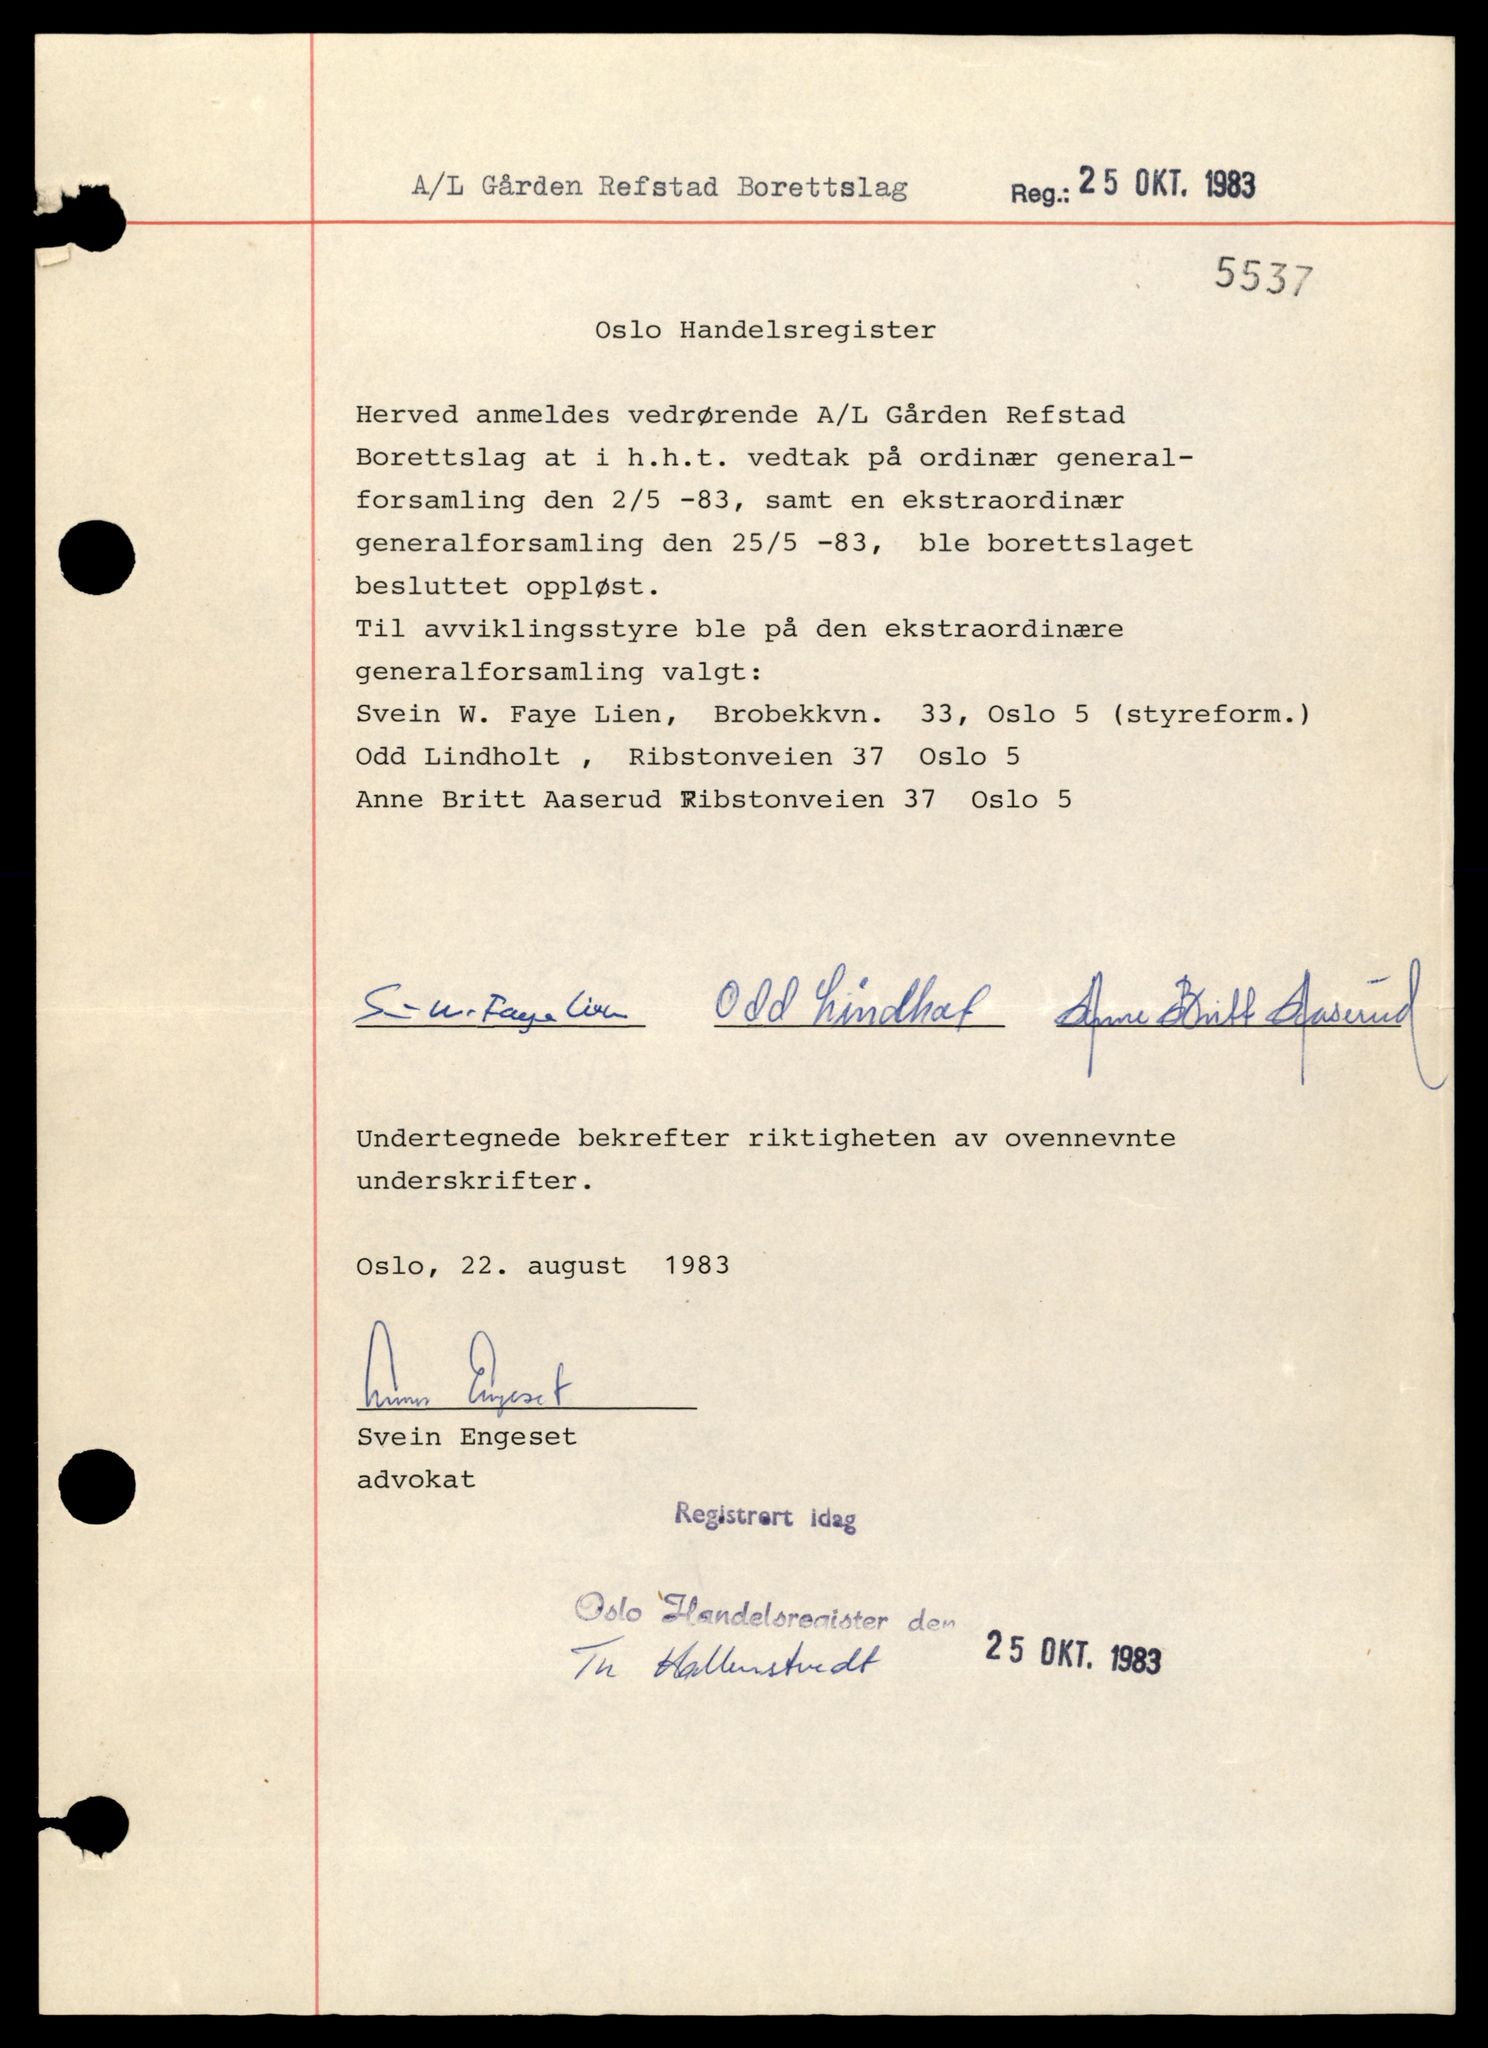 A/L Gården Refstad Borettslag Reg.: 25 OKT. 1983
5537
Oslo Handelsregister
Herved anmeldes vedrørende A/L Gården Refstad
Borettslag at i h.h.t. vedtak på ordinær general-
forsamling den 2/5 -83, samt en ekstraordinær
generalforsamling den 25/5 -83, ble borettslaget
besluttet oppløst.
Til avviklingsstyre ble på den ekstraordinære
generalforsamling valgt:
Svein W. Faye Lien, Brobekkvn. 33, Oslo 5 (styreform.)
Odd Lindholt , Ribstonveien 37 Oslo 5
Anne Britt Aaserud Ribstonveien 37 Oslo 5
W. Faye Lien Odd Lindholt Anne Britt Aaserud
Undertegnede bekrefter riktigheten av ovennevnte
underskrifter.
Oslo, 22. august 1983
Engeset
Svein Engeset
advokat
Registrert idag
Oslo Handelsregister den
25 OKT. 1983
Hallenstvedt